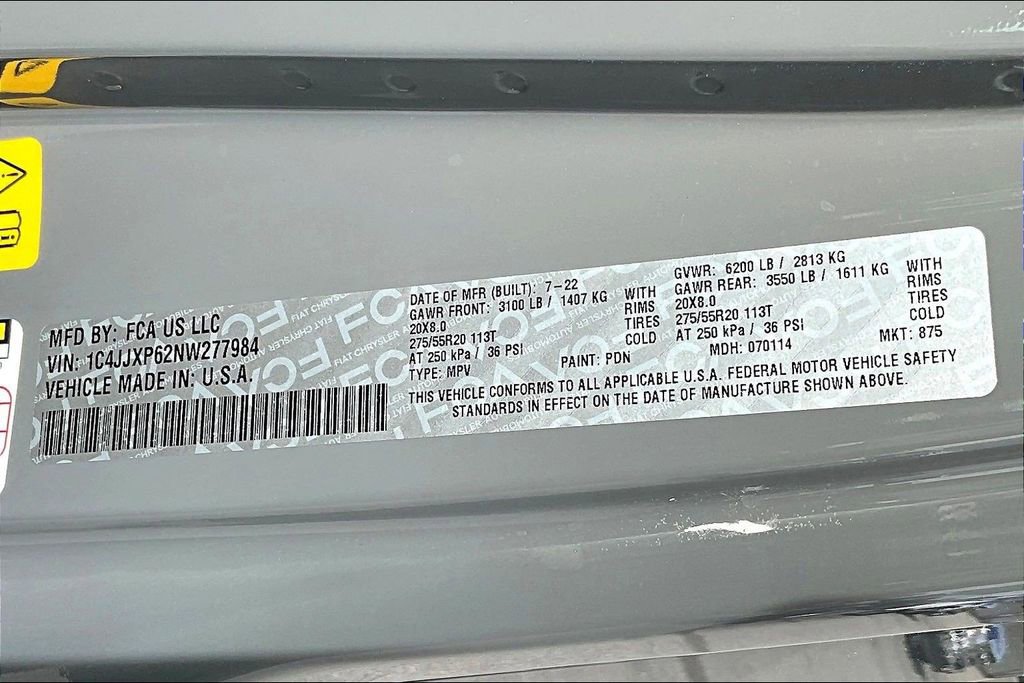 MFD BY: FCA US LLC
VIN: 1C4JJXP62NW277984
VEHICLE MADE IN: U.S.A.
DATE OF MFR (BUILT): 7-22
GAWR FRONT: 3100 LB / 1407 KG WITH
20X8.0 RIMS
275/55R20 113T TIRES
AT 250 kPa / 36 PSI COLD
TYPE: MPV PAINT: PDN
GVWR: 6200 LB / 2813 KG
GAWR REAR: 3550 LB / 1611 KG WITH
20X8.0 RIMS
275/55R20 113T TIRES
AT 250 kPa / 36 PSI COLD
MDH: 070114 MKT: 875
THIS VEHICLE CONFORMS TO ALL APPLICABLE U.S.A. FEDERAL MOTOR VEHICLE SAFETY
STANDARDS IN EFFECT ON THE DATE OF MANUFACTURE SHOWN ABOVE.